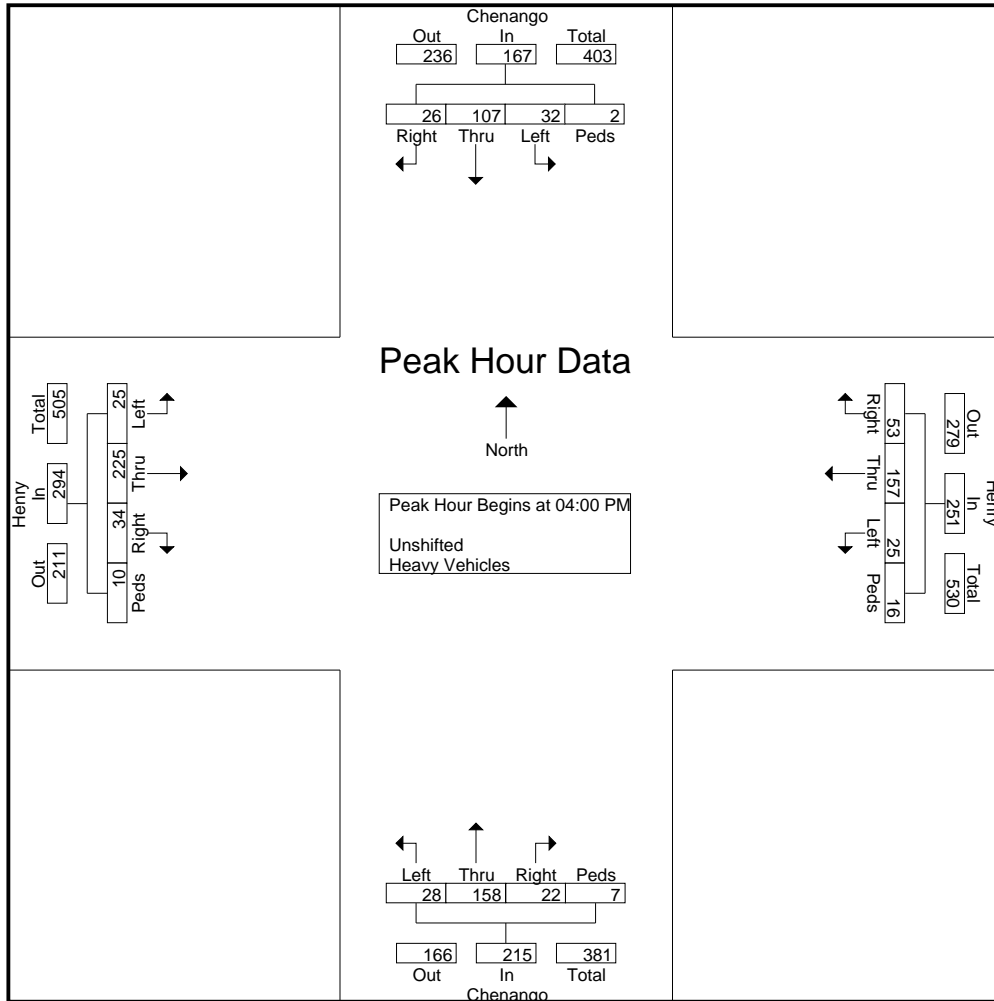 Chenango
Out In Total
236 167 403
26 107 32 2
Right Thru Left Peds
Peak Hour Data
North
Peak Hour Begins at 04:00 PM
Unshifted
Heavy Vehicles
Henry
Total In Out
505 294 211
25 225 34 10
Left Thru Right Peds
Henry
Out In Total
279 251 530
53 157 25 16
Right Thru Left Peds
Left Thru Right Peds
28 158 22 7
166 215 381
Out In Total
Chenango